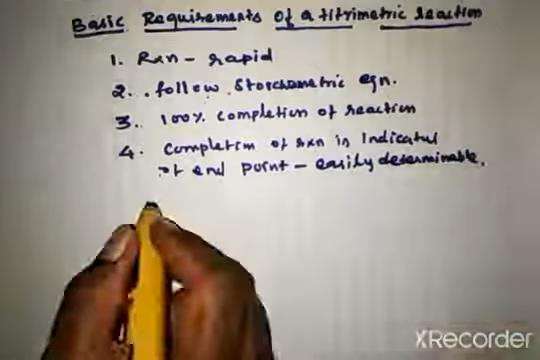 Basic Requirements Of a titrimetric reaction
1. Rxn - rapid
2. . follow . Stoichametric eqn.
3. 100% completion of reaction
4. Completion of rxn is Indicated
at end point - easily determinable.
XRecorder